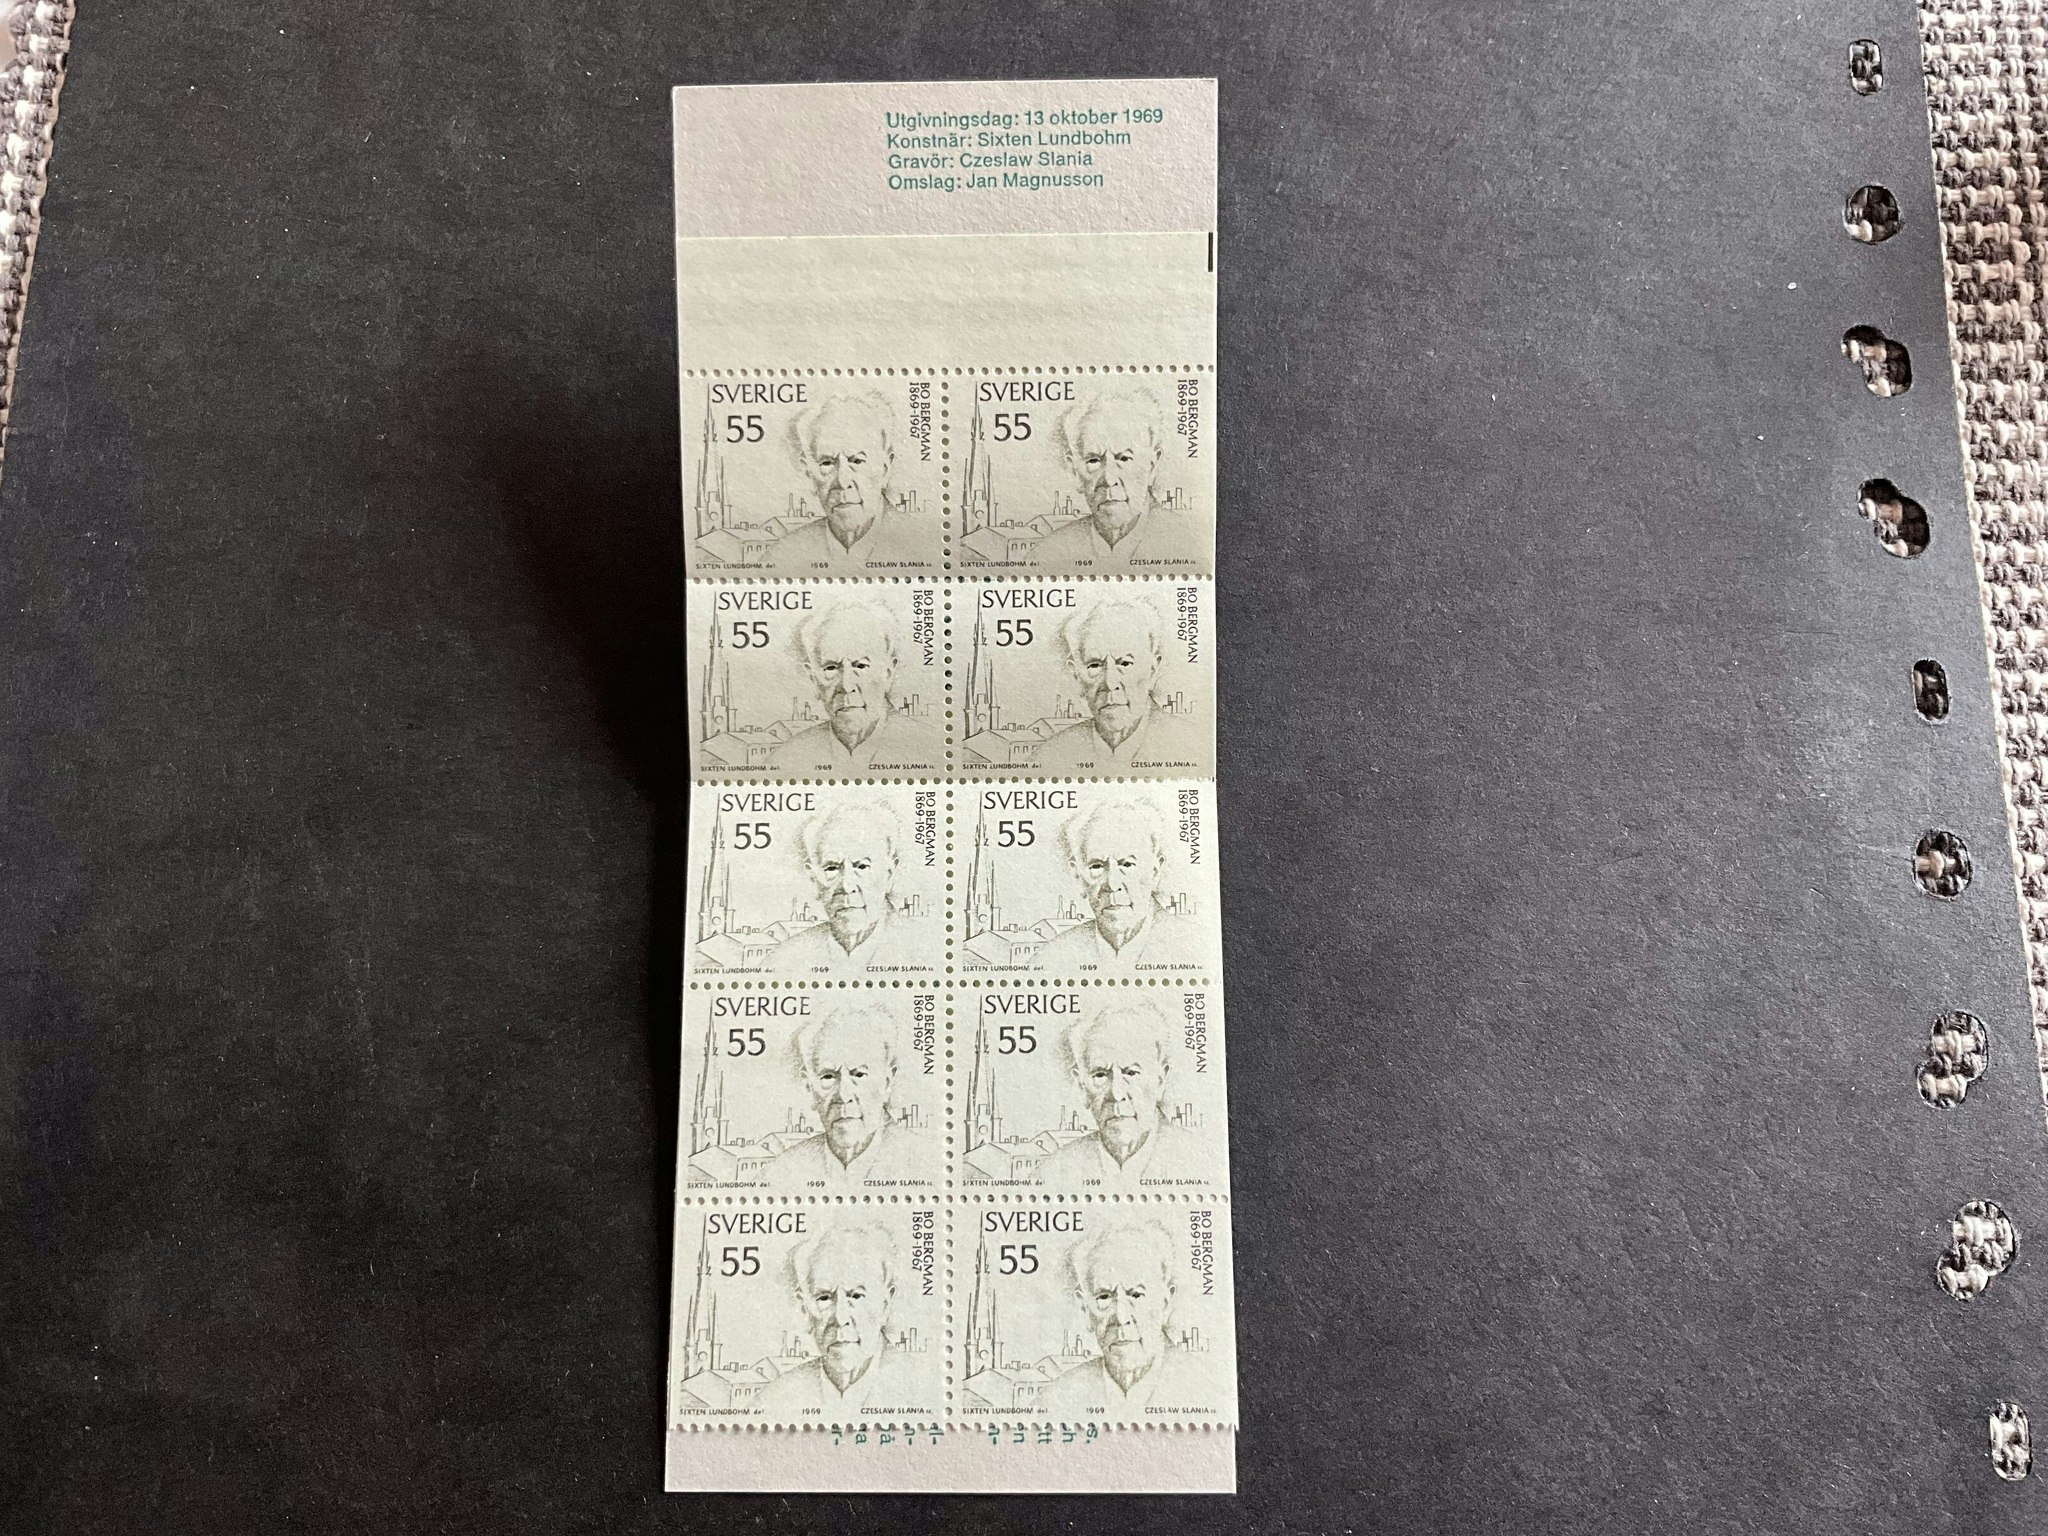 Utgivningsdag: 13 oktober 1969
Konstnär: Sixten Lundbohm
Gravör: Czeslaw Slania
Omslag: Jan Magnusson
SVERIGE
55
BO BERGMAN
1869-1967
SIXTEN LUNDBOHM del. 1969 CZESLAW SLANIA sc.
SVERIGE
55
BO BERGMAN
1869-1967
SIXTEN LUNDBOHM del. 1969 CZESLAW SLANIA sc.
SVERIGE
55
BO BERGMAN
1869-1967
SIXTEN LUNDBOHM del. 1969 CZESLAW SLANIA sc.
SVERIGE
55
BO BERGMAN
1869-1967
SIXTEN LUNDBOHM del. 1969 CZESLAW SLANIA sc.
SVERIGE
55
BO BERGMAN
1869-1967
SIXTEN LUNDBOHM del. 1969 CZESLAW SLANIA sc.
SVERIGE
55
BO BERGMAN
1869-1967
SIXTEN LUNDBOHM del. 1969 CZESLAW SLANIA sc.
SVERIGE
55
BO BERGMAN
1869-1967
SIXTEN LUNDBOHM del. 1969 CZESLAW SLANIA sc.
SVERIGE
55
BO BERGMAN
1869-1967
SIXTEN LUNDBOHM del. 1969 CZESLAW SLANIA sc.
SVERIGE
55
BO BERGMAN
1869-1967
SIXTEN LUNDBOHM del. 1969 CZESLAW SLANIA sc.
SVERIGE
55
BO BERGMAN
1869-1967
SIXTEN LUNDBOHM del. 1969 CZESLAW SLANIA sc.